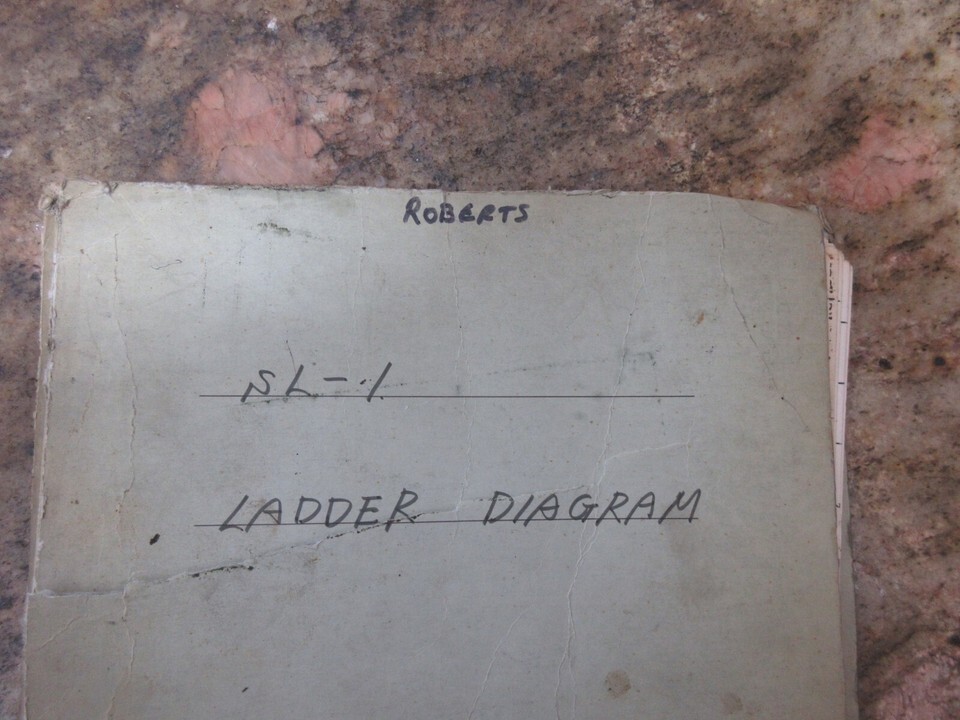 ROBERTS
SL-1
LADDER DIAGRAM